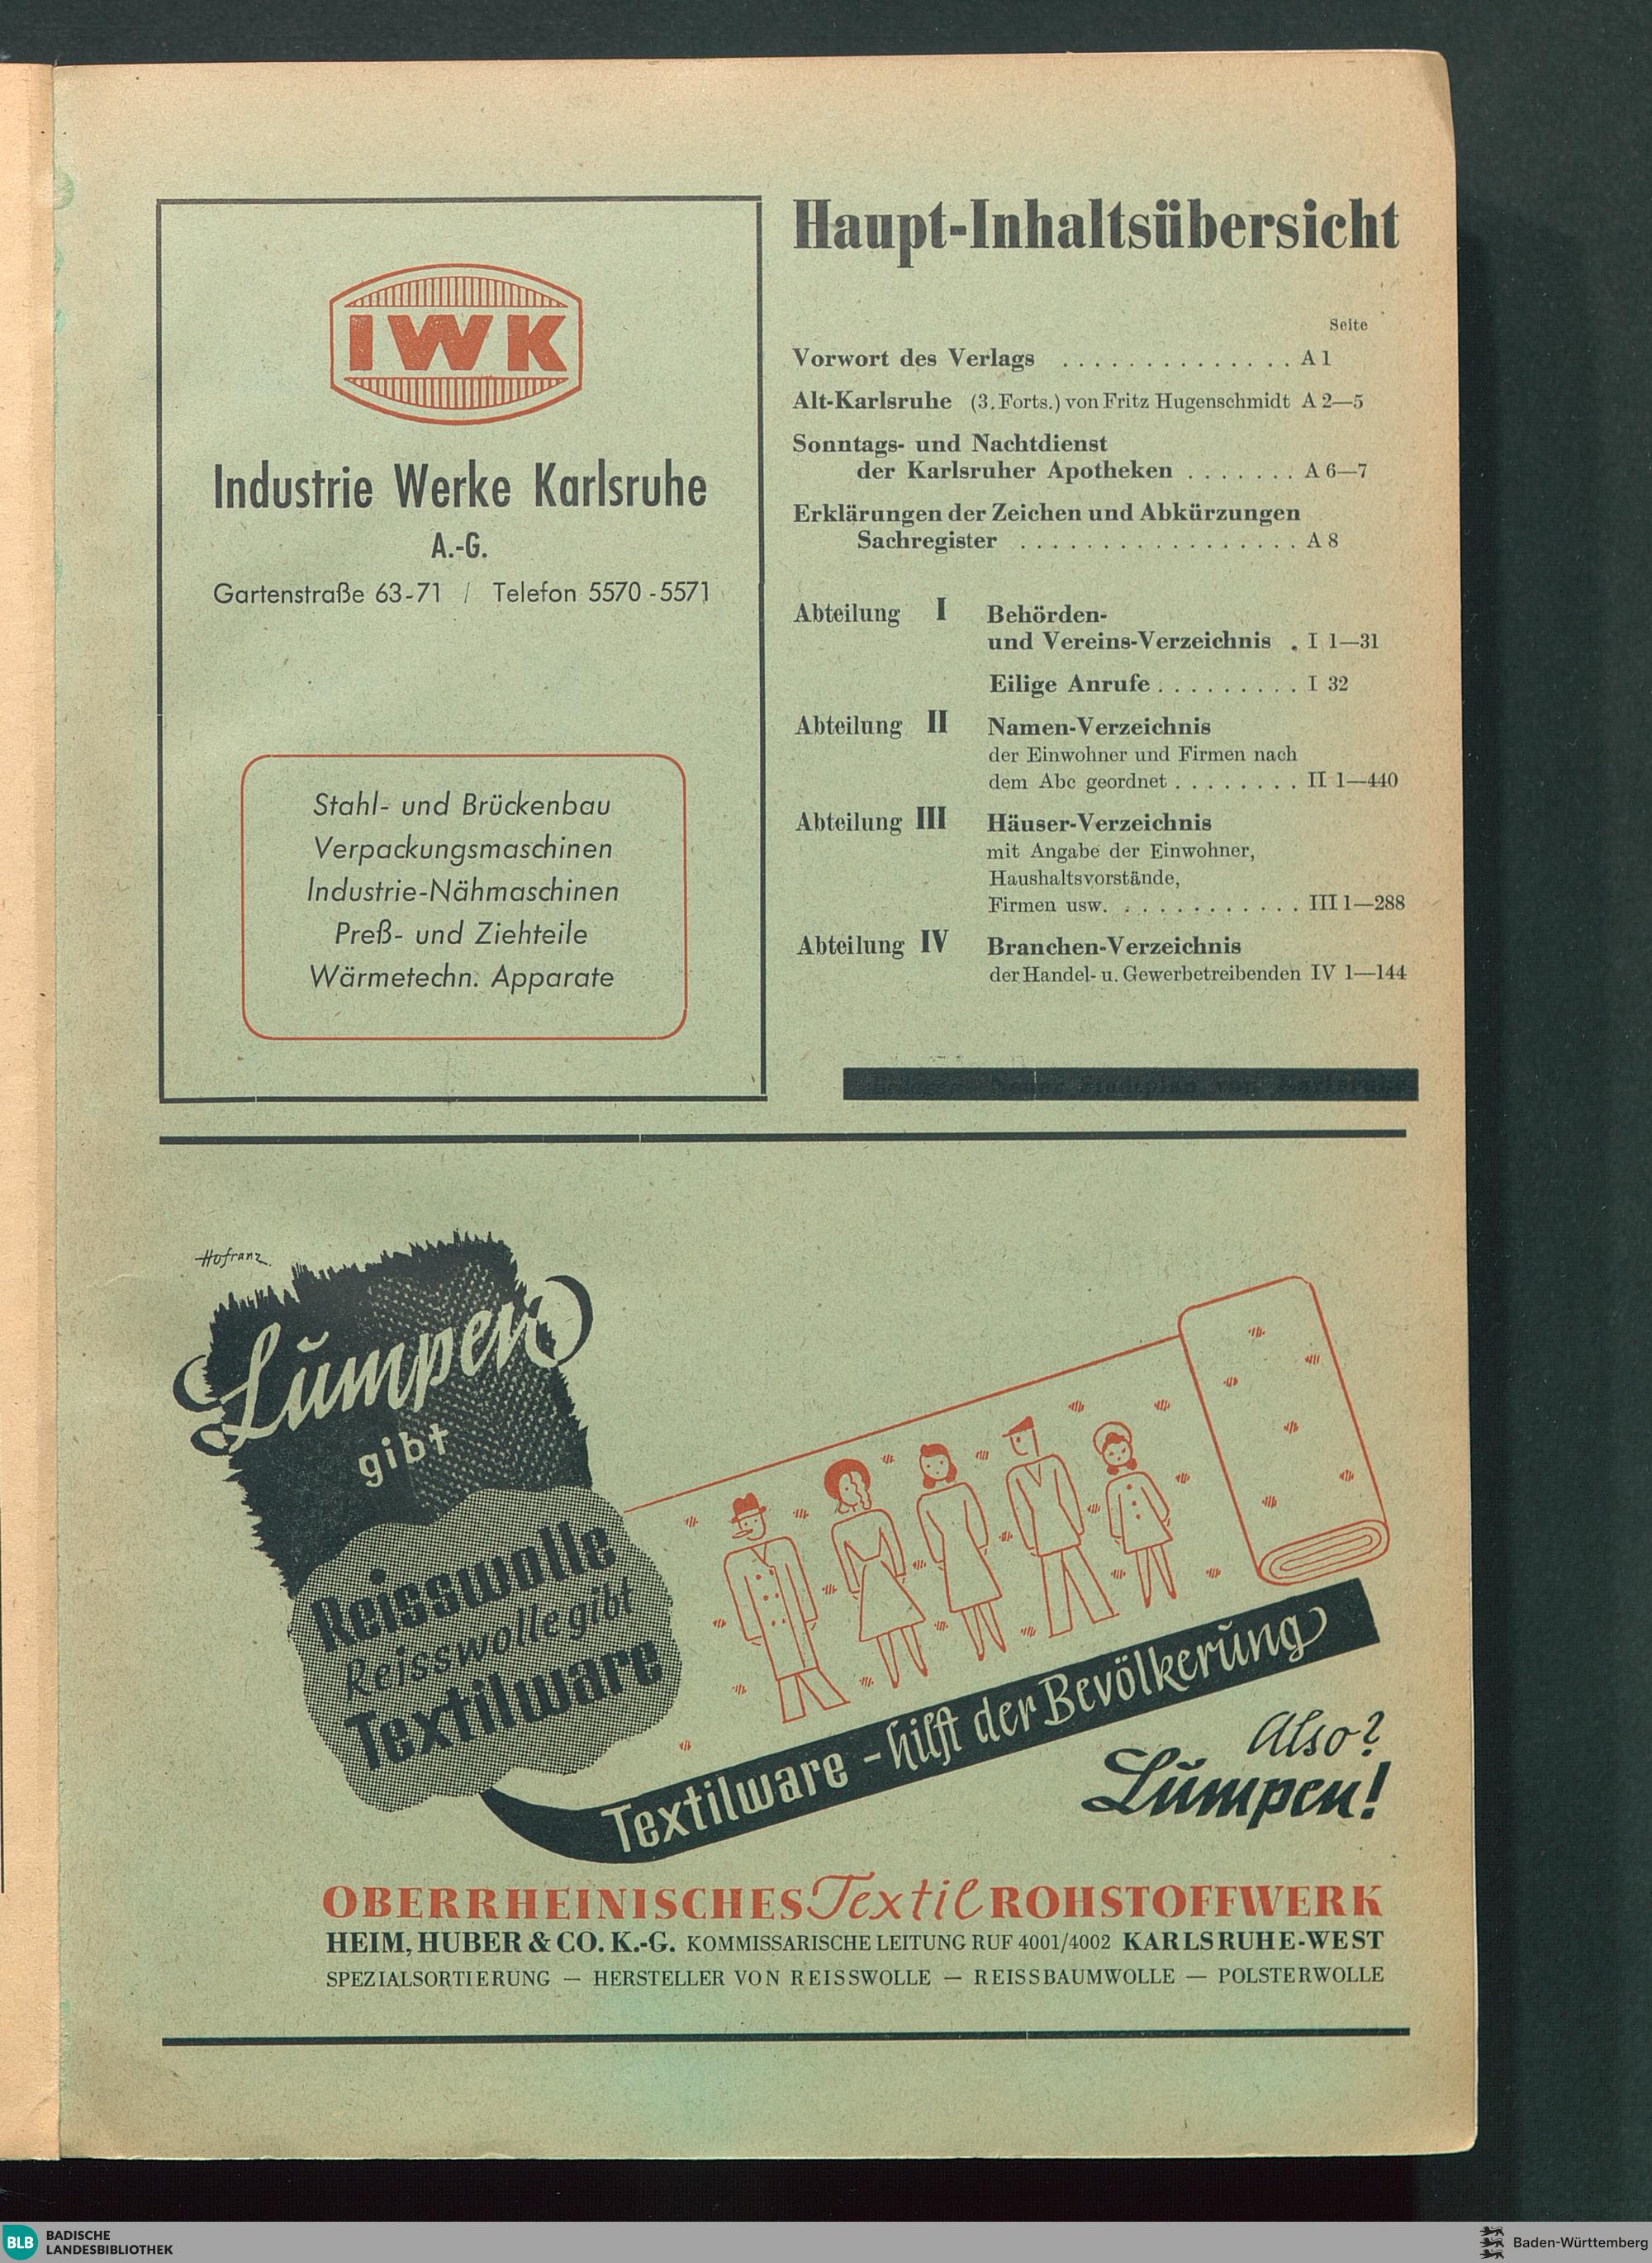 IWK
Industrie Werke Karlsruhe
A.-G.
Gartenstraße 63-71 / Telefon 5570-5571
Stahl- und Brückenbau
Verpackungsmaschinen
Industrie-Nähmaschinen
Preß- und Ziehteile
Wärmetechn. Apparate
Haupt-Inhaltsübersicht
Seite
Vorwort des Verlags . . . . . . . . . . . . . . A 1
Alt-Karlsruhe (3. Forts.) von Fritz Hugenschmidt A 2—5
Sonntags- und Nachtdienst
der Karlsruher Apotheken . . . . . . . A 6—7
Erklärungen der Zeichen und Abkürzungen
Sachregister . . . . . . . . . . . . . . . . . A 8
Abteilung I Behörden-
und Vereins-Verzeichnis . I 1—31
Eilige Anrufe . . . . . . . . . I 32
Abteilung II Namen-Verzeichnis
der Einwohner und Firmen nach
dem Abc geordnet . . . . . . . . II 1—440
Abteilung III Häuser-Verzeichnis
mit Angabe der Einwohner,
Haushaltsvorstände,
Firmen usw. . . . . . . . . . . . . III 1—288
Abteilung IV Branchen-Verzeichnis
der Handel- u. Gewerbetreibenden IV 1—144
Neuer Stadtplan von Karlsruhe
Hofranz
Lumpen
gibt
Reisswolle
Reisswolle gibt
Textilware
Textilware - hilft der Bevölkerung
Also?
Lumpen!
OBERRHEINISCHES Textil ROHSTOFFWERK
HEIM, HUBER & CO. K.-G. KOMMISSARISCHE LEITUNG RUF 4001/4002 KARLSRUHE-WEST
SPEZIALSORTIERUNG — HERSTELLER VON REISSWOLLE — REISSBAUMWOLLE — POLSTERWOLLE
BLB BADISCHE
LANDESBIBLIOTHEK
Baden-Württemberg